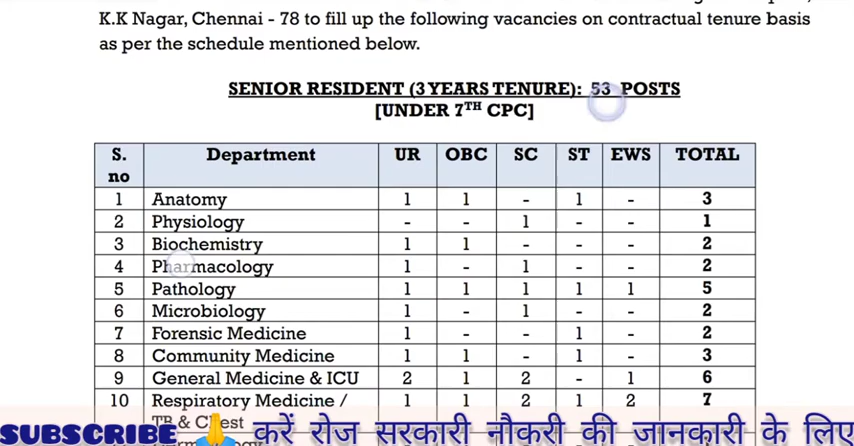 K.K Nagar, Chennai - 78 to fill up the following vacancies on contractual tenure basis
as per the schedule mentioned below.
SENIOR RESIDENT (3 YEARS TENURE): 53 POSTS
[UNDER 7TH CPC]
S. no Department UR OBC SC ST EWS TOTAL
1 Anatomy 1 1 - 1 - 3
2 Physiology - - 1 - - 1
3 Biochemistry 1 1 - - - 2
4 Pharmacology 1 - 1 - - 2
5 Pathology 1 1 1 1 1 5
6 Microbiology 1 - 1 - - 2
7 Forensic Medicine 1 - - 1 - 2
8 Community Medicine 1 1 - 1 - 3
9 General Medicine & ICU 2 1 2 - 1 6
10 Respiratory Medicine / 1 1 2 1 2 7
TB & Chest
SUBSCRIBE 🙏 करें रोज सरकारी नौकरी की जानकारी के लिए